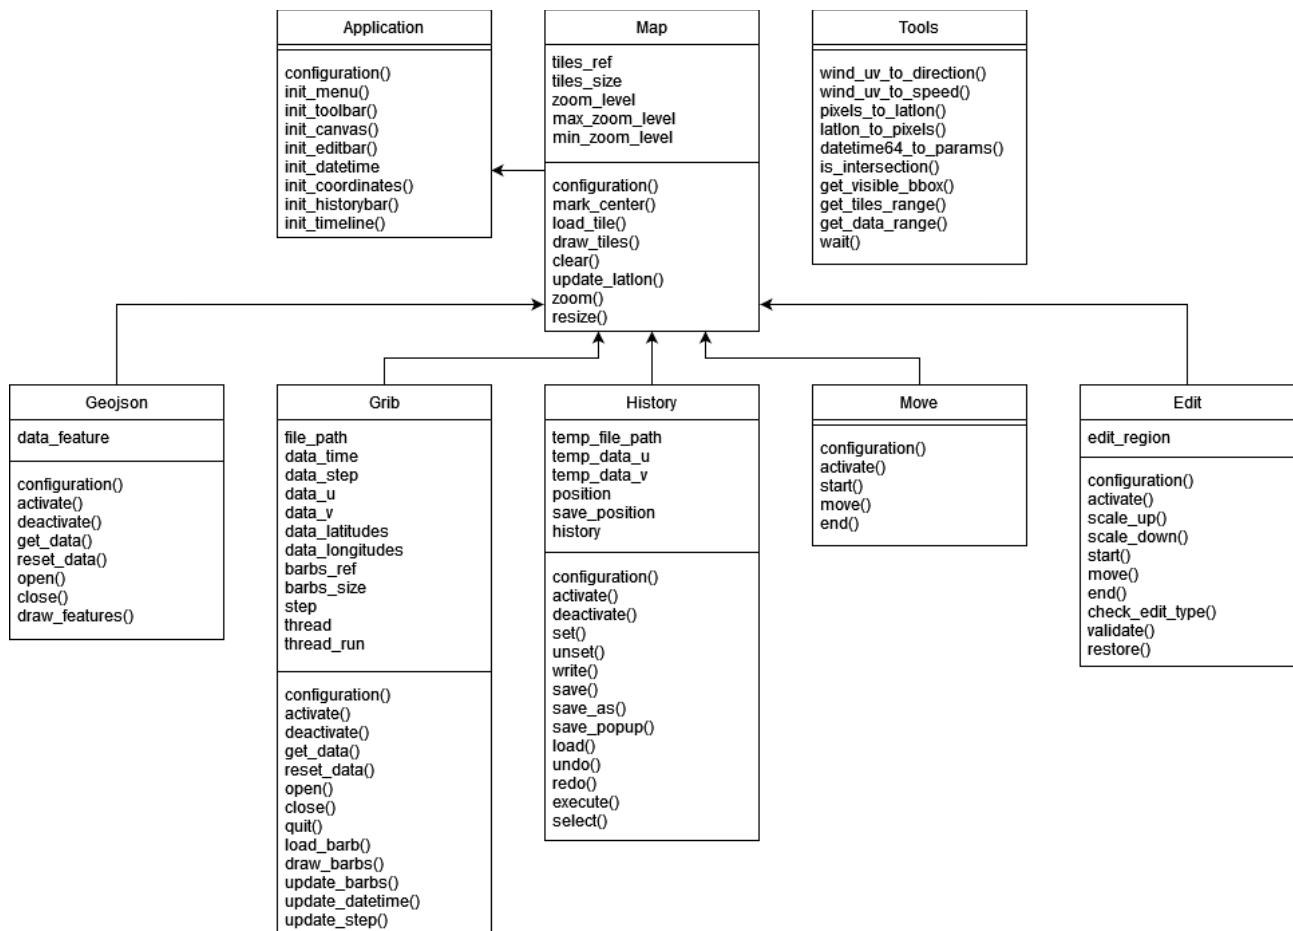 Application
configuration()
init_menu()
init_toolbar()
init_canvas()
init_editbar()
init_datetime
init_coordinates()
init_historybar()
init_timeline()
Map
tiles_ref
tiles_size
zoom_level
max_zoom_level
min_zoom_level
configuration()
mark_center()
load_tile()
draw_tiles()
clear()
update_latlon()
zoom()
resize()
Tools
wind_uv_to_direction()
wind_uv_to_speed()
pixels_to_latlon()
latlon_to_pixels()
datetime64_to_params()
is_intersection()
get_visible_bbox()
get_tiles_range()
get_data_range()
wait()
Geojson
data_feature
configuration()
activate()
deactivate()
get_data()
reset_data()
open()
close()
draw_features()
Grib
file_path
data_time
data_step
data_u
data_v
data_latitudes
data_longitudes
barbs_ref
barbs_size
step
thread
thread_run
configuration()
activate()
deactivate()
get_data()
reset_data()
open()
close()
quit()
load_barb()
draw_barbs()
update_barbs()
update_datetime()
update_step()
History
temp_file_path
temp_data_u
temp_data_v
position
save_position
history
configuration()
activate()
deactivate()
set()
unset()
write()
save()
save_as()
save_popup()
load()
undo()
redo()
execute()
select()
Move
configuration()
activate()
start()
move()
end()
Edit
edit_region
configuration()
activate()
scale_up()
scale_down()
start()
move()
end()
check_edit_type()
validate()
restore()